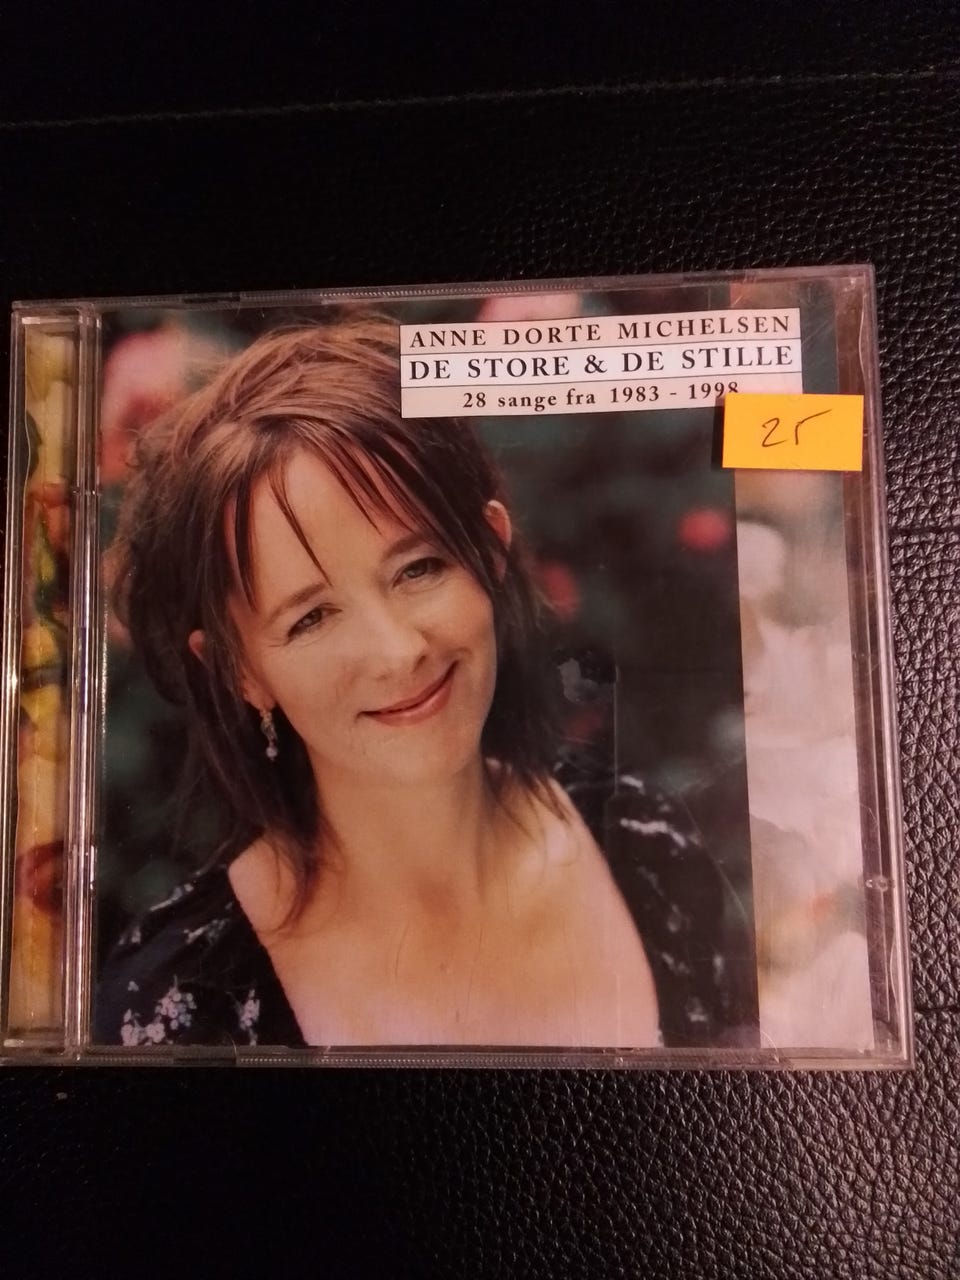 ANNE DORTE MICHELSEN
DE STORE & DE STILLE
28 sange fra 1983 - 1998
25